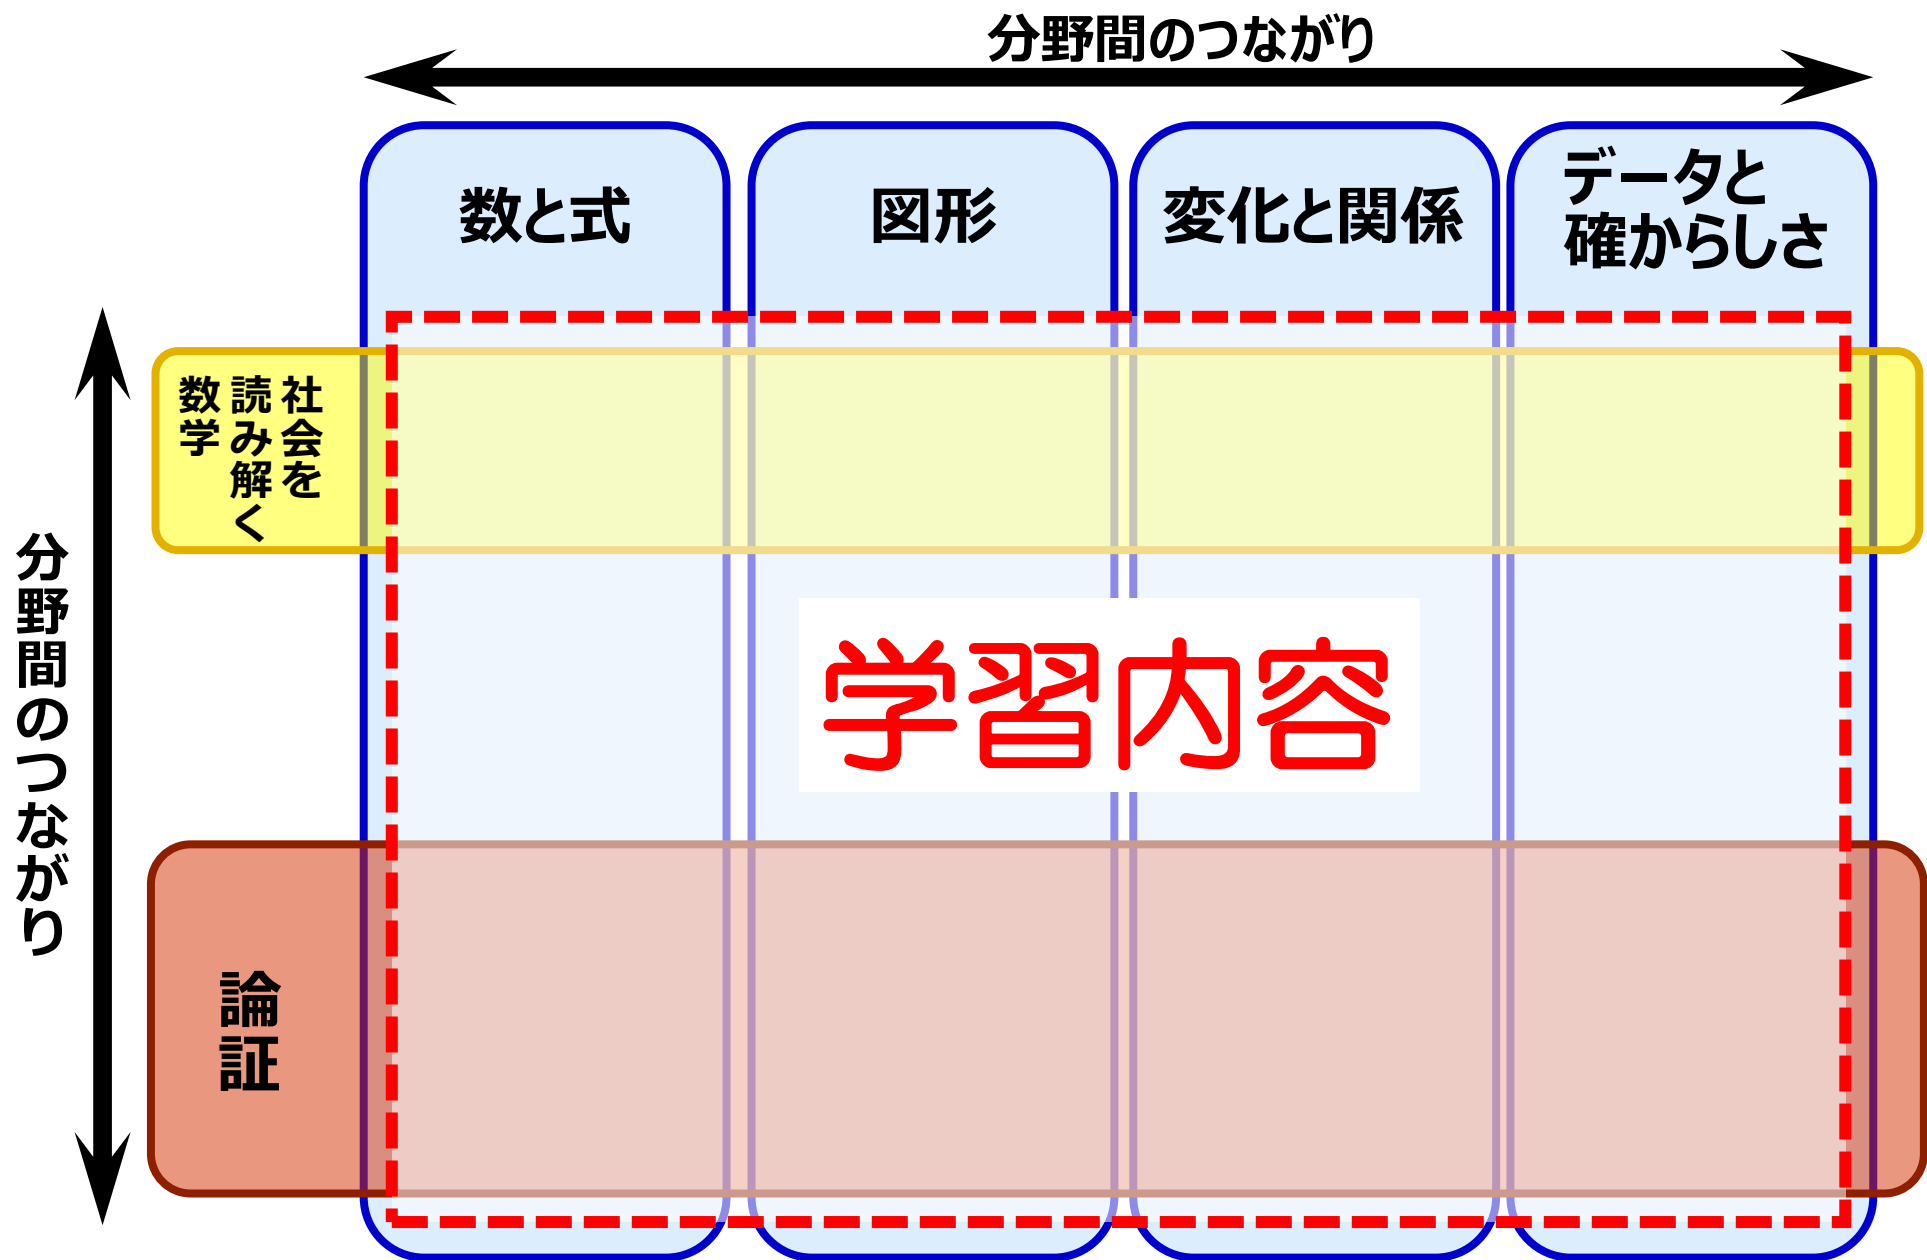 分野間のつながり
数と式
図形
変化と関係
データと
確からしさ
社会を
読み解く
数学
分野間のつながり
学習内容
論証